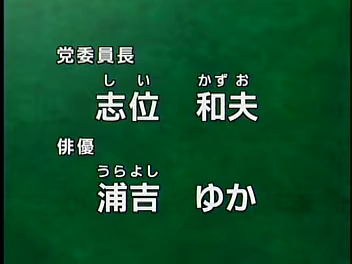 党委員長
しい　かずお
志位　和夫
俳優
うらよし
浦吉　ゆか